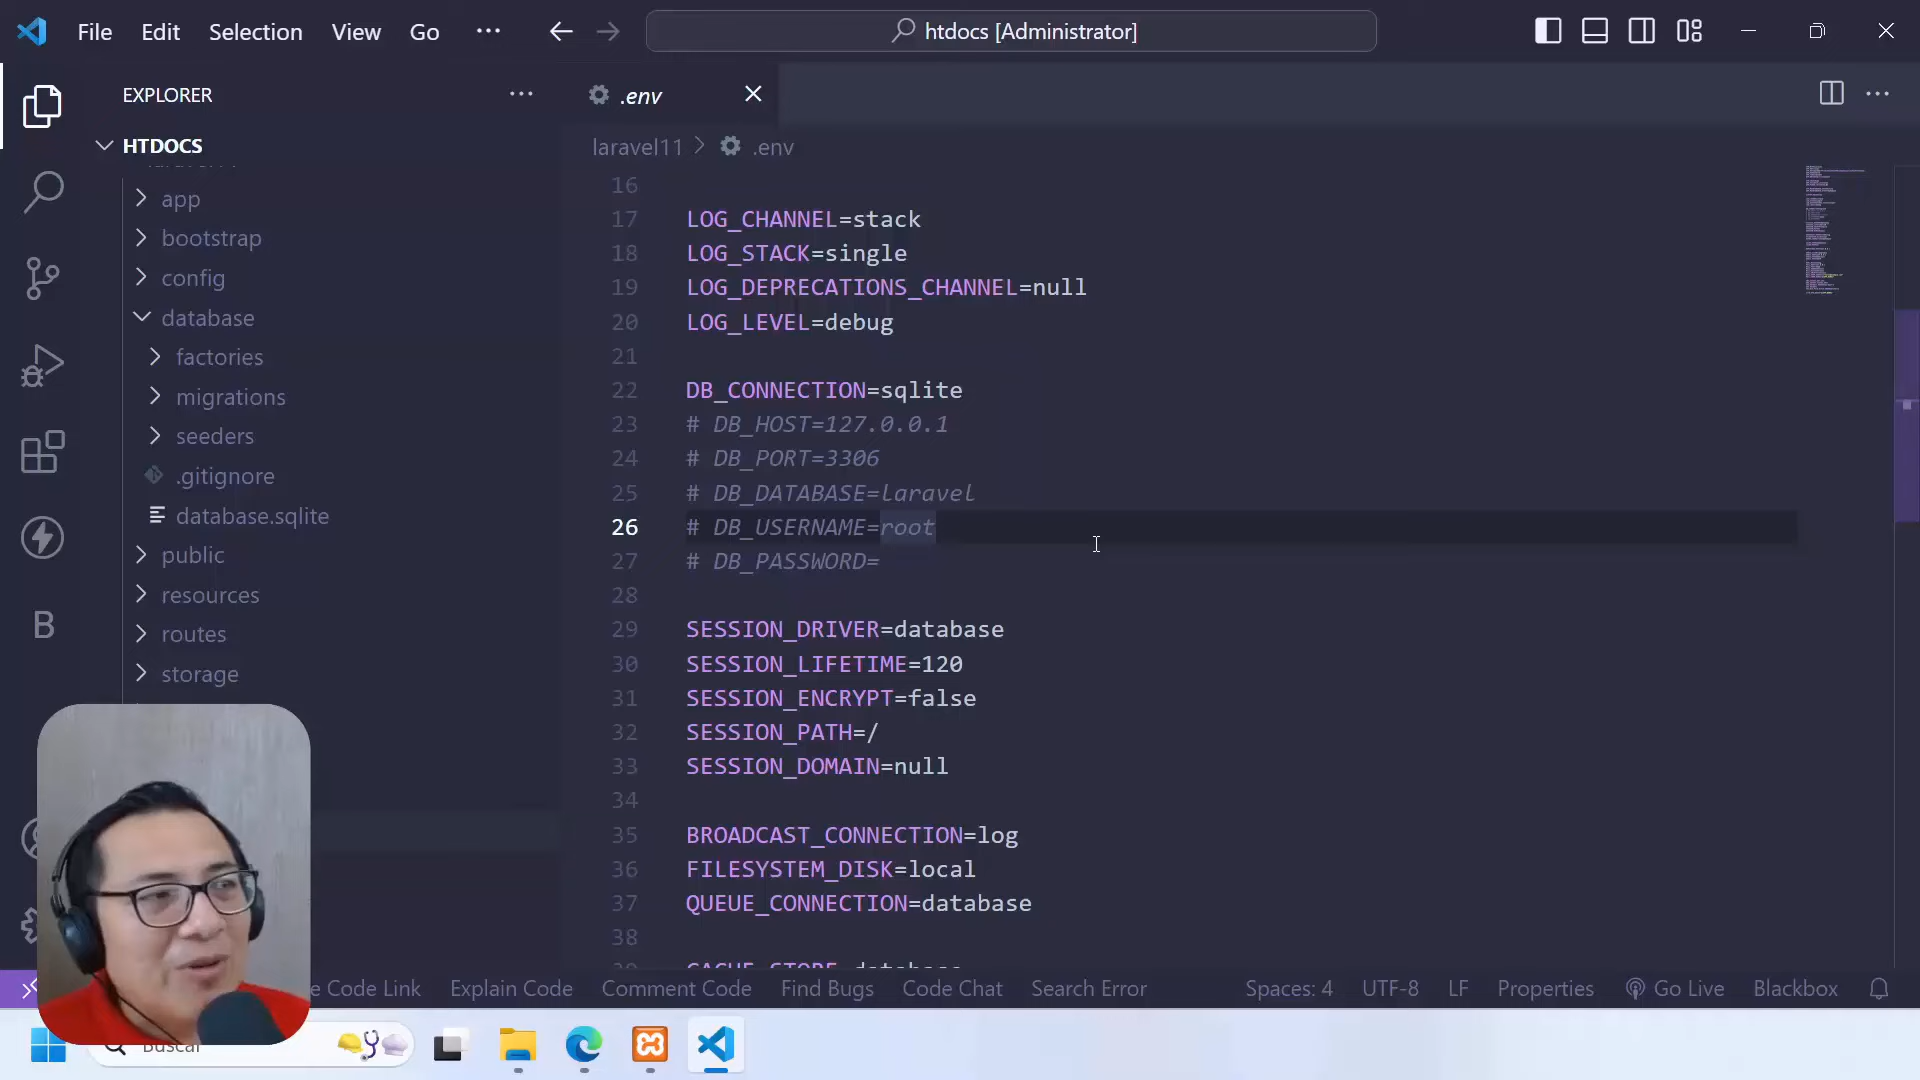 File Edit Selection View Go ···
htdocs [Administrator]
EXPLORER
.env
HTDOCS
laravel11 > .env
app
bootstrap
config
database
factories
migrations
seeders
.gitignore
database.sqlite
public
resources
routes
storage
16
17 LOG_CHANNEL=stack
18 LOG_STACK=single
19 LOG_DEPRECATIONS_CHANNEL=null
20 LOG_LEVEL=debug
21
22 DB_CONNECTION=sqlite
23 # DB_HOST=127.0.0.1
24 # DB_PORT=3306
25 # DB_DATABASE=laravel
26 # DB_USERNAME=root
27 # DB_PASSWORD=
28
29 SESSION_DRIVER=database
30 SESSION_LIFETIME=120
31 SESSION_ENCRYPT=false
32 SESSION_PATH=/
33 SESSION_DOMAIN=null
34
35 BROADCAST_CONNECTION=log
36 FILESYSTEM_DISK=local
37 QUEUE_CONNECTION=database
38
B
e Code Link Explain Code Comment Code Find Bugs Code Chat Search Error Spaces: 4 UTF-8 LF Properties Go Live Blackbox
Buscar